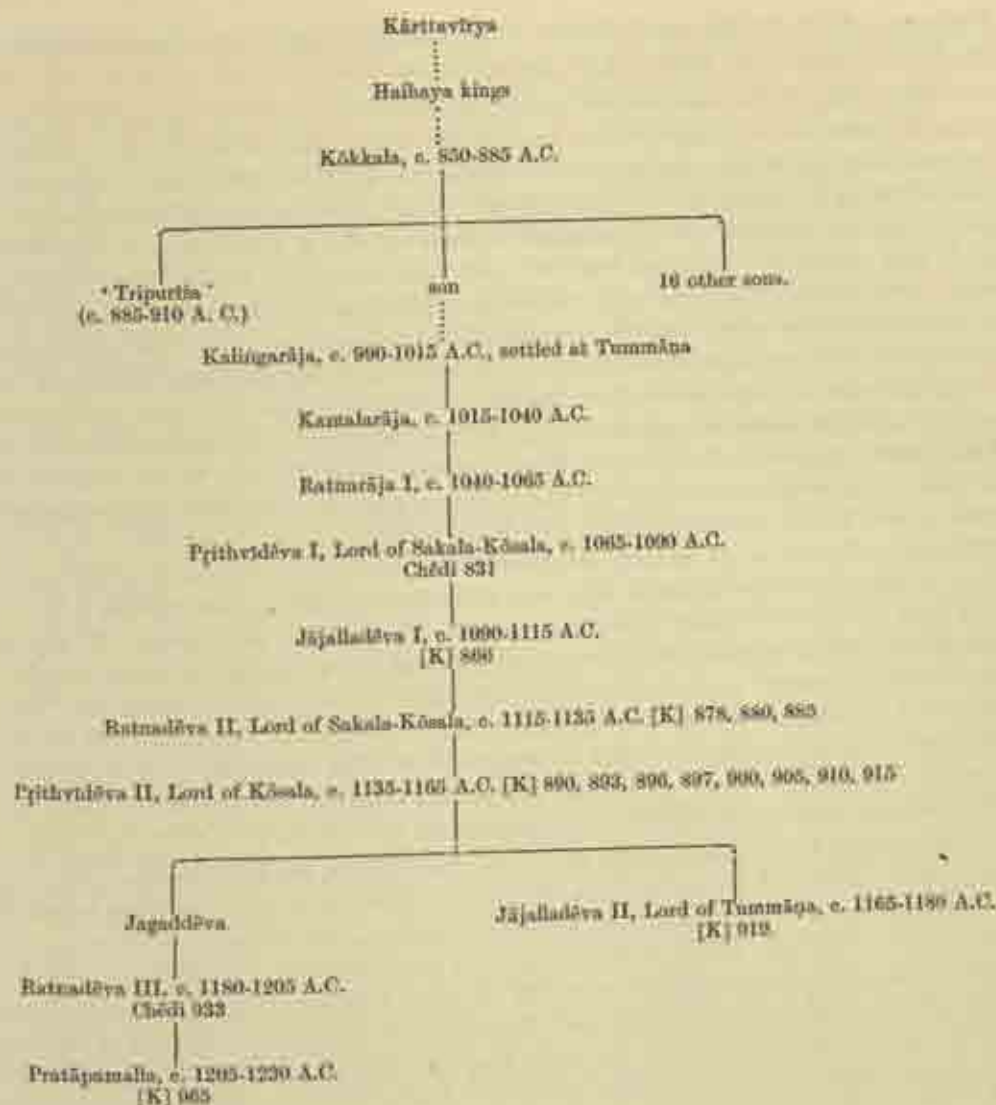 Kārttavīrya
Haihaya kings
Kōkkala, c. 850-885 A.C.
'Tripurīśa'
(c. 885-910 A. C.)
son
16 other sons.
Kaliṅgarāja, c. 990-1015 A.C., settled at Tummāṇa
Kamalarāja, c. 1015-1040 A.C.
Ratnarāja I, c. 1040-1065 A.C.
Pṛithvīdēva I, Lord of Sakala-Kōsala, c. 1065-1090 A.C.
Chēdi 831
Jājalladēva I, c. 1090-1115 A.C.
[K] 866
Ratnadēva II, Lord of Sakala-Kōsala, c. 1115-1135 A.C. [K] 878, 880, 885
Pṛithvīdēva II, Lord of Kōsala, c. 1135-1165 A.C. [K] 890, 893, 896, 897, 900, 905, 910, 915
Jagaddēva
Jājalladēva II, Lord of Tummāṇa, c. 1165-1180 A.C.
[K] 919
Ratnadēva III, c. 1180-1205 A.C.
Chēdi 933
Pratāpamalla, c. 1205-1230 A.C.
[K] 965